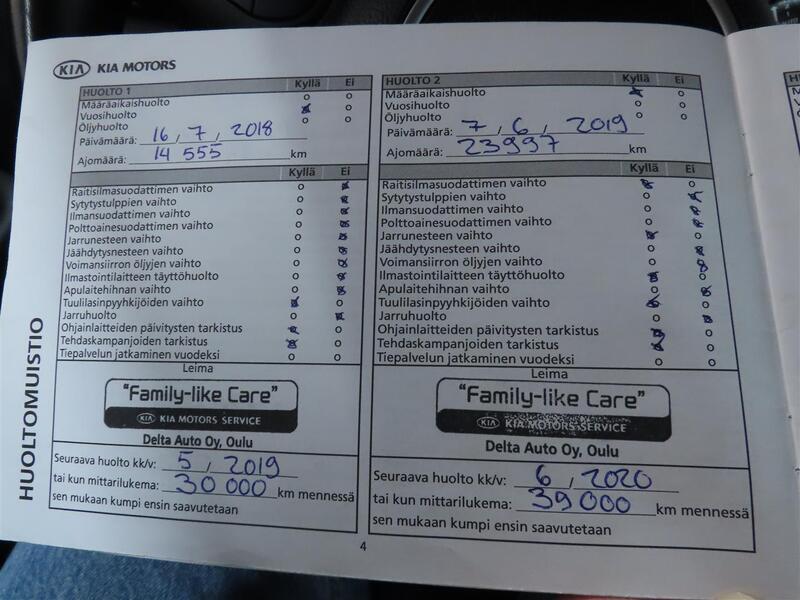 KIA KIA MOTORS
HUOLTO 1 Kyllä Ei
Määräaikaishuolto o o
Vuosihuolto x o
Öljyhuolto o o
Päivämäärä: 16 , 7 , 2018
Ajomäärä: 14 555 km
Kyllä Ei
Raitisilmasuodattimen vaihto o x
Sytytystulppien vaihto o x
Ilmansuodattimen vaihto o x
Polttoainesuodattimen vaihto o x
Jarrunesteen vaihto o x
Jäähdytysnesteen vaihto o x
Voimansiirron öljyjen vaihto o x
Ilmastointilaitteen täyttöhuolto o x
Apulaitehihnan vaihto o x
Tuulilasinpyyhkijöiden vaihto x o
Jarruhuolto o x
Ohjainlaitteiden päivitysten tarkistus x o
Tehdaskampanjoiden tarkistus x o
Tiepalvelun jatkaminen vuodeksi o o
Leima
"Family-like Care"
KIA KIA MOTORS SERVICE
Delta Auto Oy, Oulu
Seuraava huolto kk/v: 5 , 2019
tai kun mittarilukema: 30 000 km mennessä
sen mukaan kumpi ensin saavutetaan
HUOLTO 2 Kyllä Ei
Määräaikaishuolto x o
Vuosihuolto o o
Öljyhuolto o o
Päivämäärä: 7 , 6 , 2019
Ajomäärä: 23997 km
Kyllä Ei
Raitisilmasuodattimen vaihto x o
Sytytystulppien vaihto o x
Ilmansuodattimen vaihto o x
Polttoainesuodattimen vaihto o x
Jarrunesteen vaihto x o
Jäähdytysnesteen vaihto o x
Voimansiirron öljyjen vaihto o x
Ilmastointilaitteen täyttöhuolto x o
Apulaitehihnan vaihto o x
Tuulilasinpyyhkijöiden vaihto x o
Jarruhuolto o x
Ohjainlaitteiden päivitysten tarkistus x o
Tehdaskampanjoiden tarkistus x o
Tiepalvelun jatkaminen vuodeksi o o
Leima
"Family-like Care"
KIA KIA MOTORS SERVICE
Delta Auto Oy, Oulu
Seuraava huolto kk/v: 6 , 2020
tai kun mittarilukema: 39000 km mennessä
sen mukaan kumpi ensin saavutetaan
HUOLTOMUISTIO
4